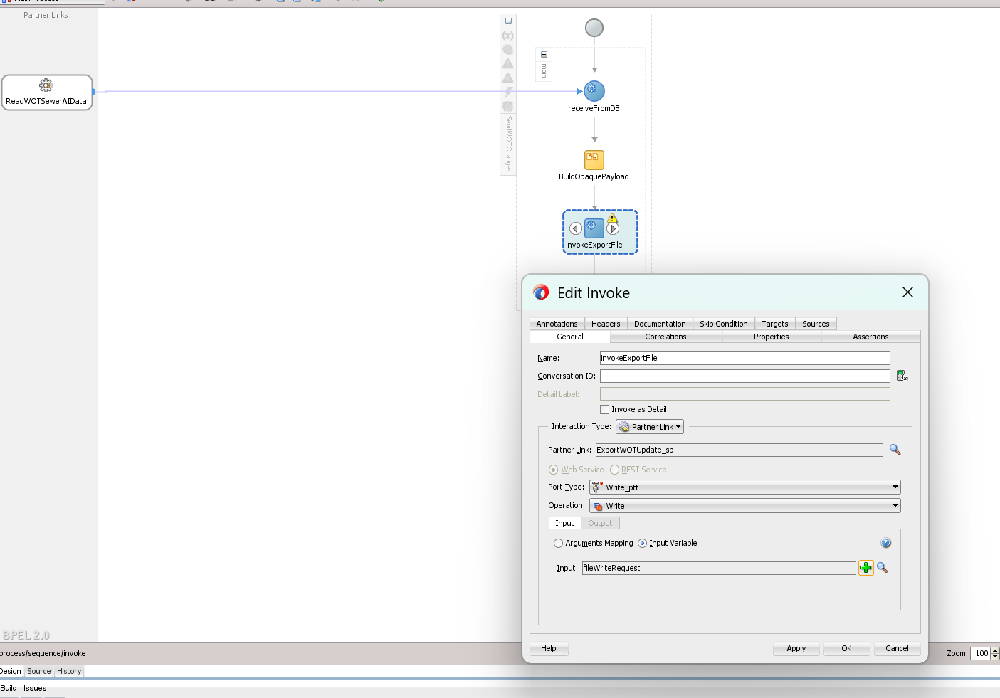 Main Process
Partner Links
ReadWOTSewerAIData
(x)
SendWOTChanges
main
receiveFromDB
BuildOpaquePayload
invokeExportFile
Edit Invoke
Annotations Headers Documentation Skip Condition Targets Sources
General Correlations Properties Assertions
Name: invokeExportFile
Conversation ID:
Detail Label:
Invoke as Detail
Interaction Type: Partner Link
Partner Link: ExportWOTUpdate_sp
Web Service REST Service
Port Type: Write_ptt
Operation: Write
Input Output
Arguments Mapping Input Variable
Input: fileWriteRequest
Help Apply OK Cancel
BPEL 2.0
process/sequence/invoke
Zoom: 100
Design Source History
Build - Issues